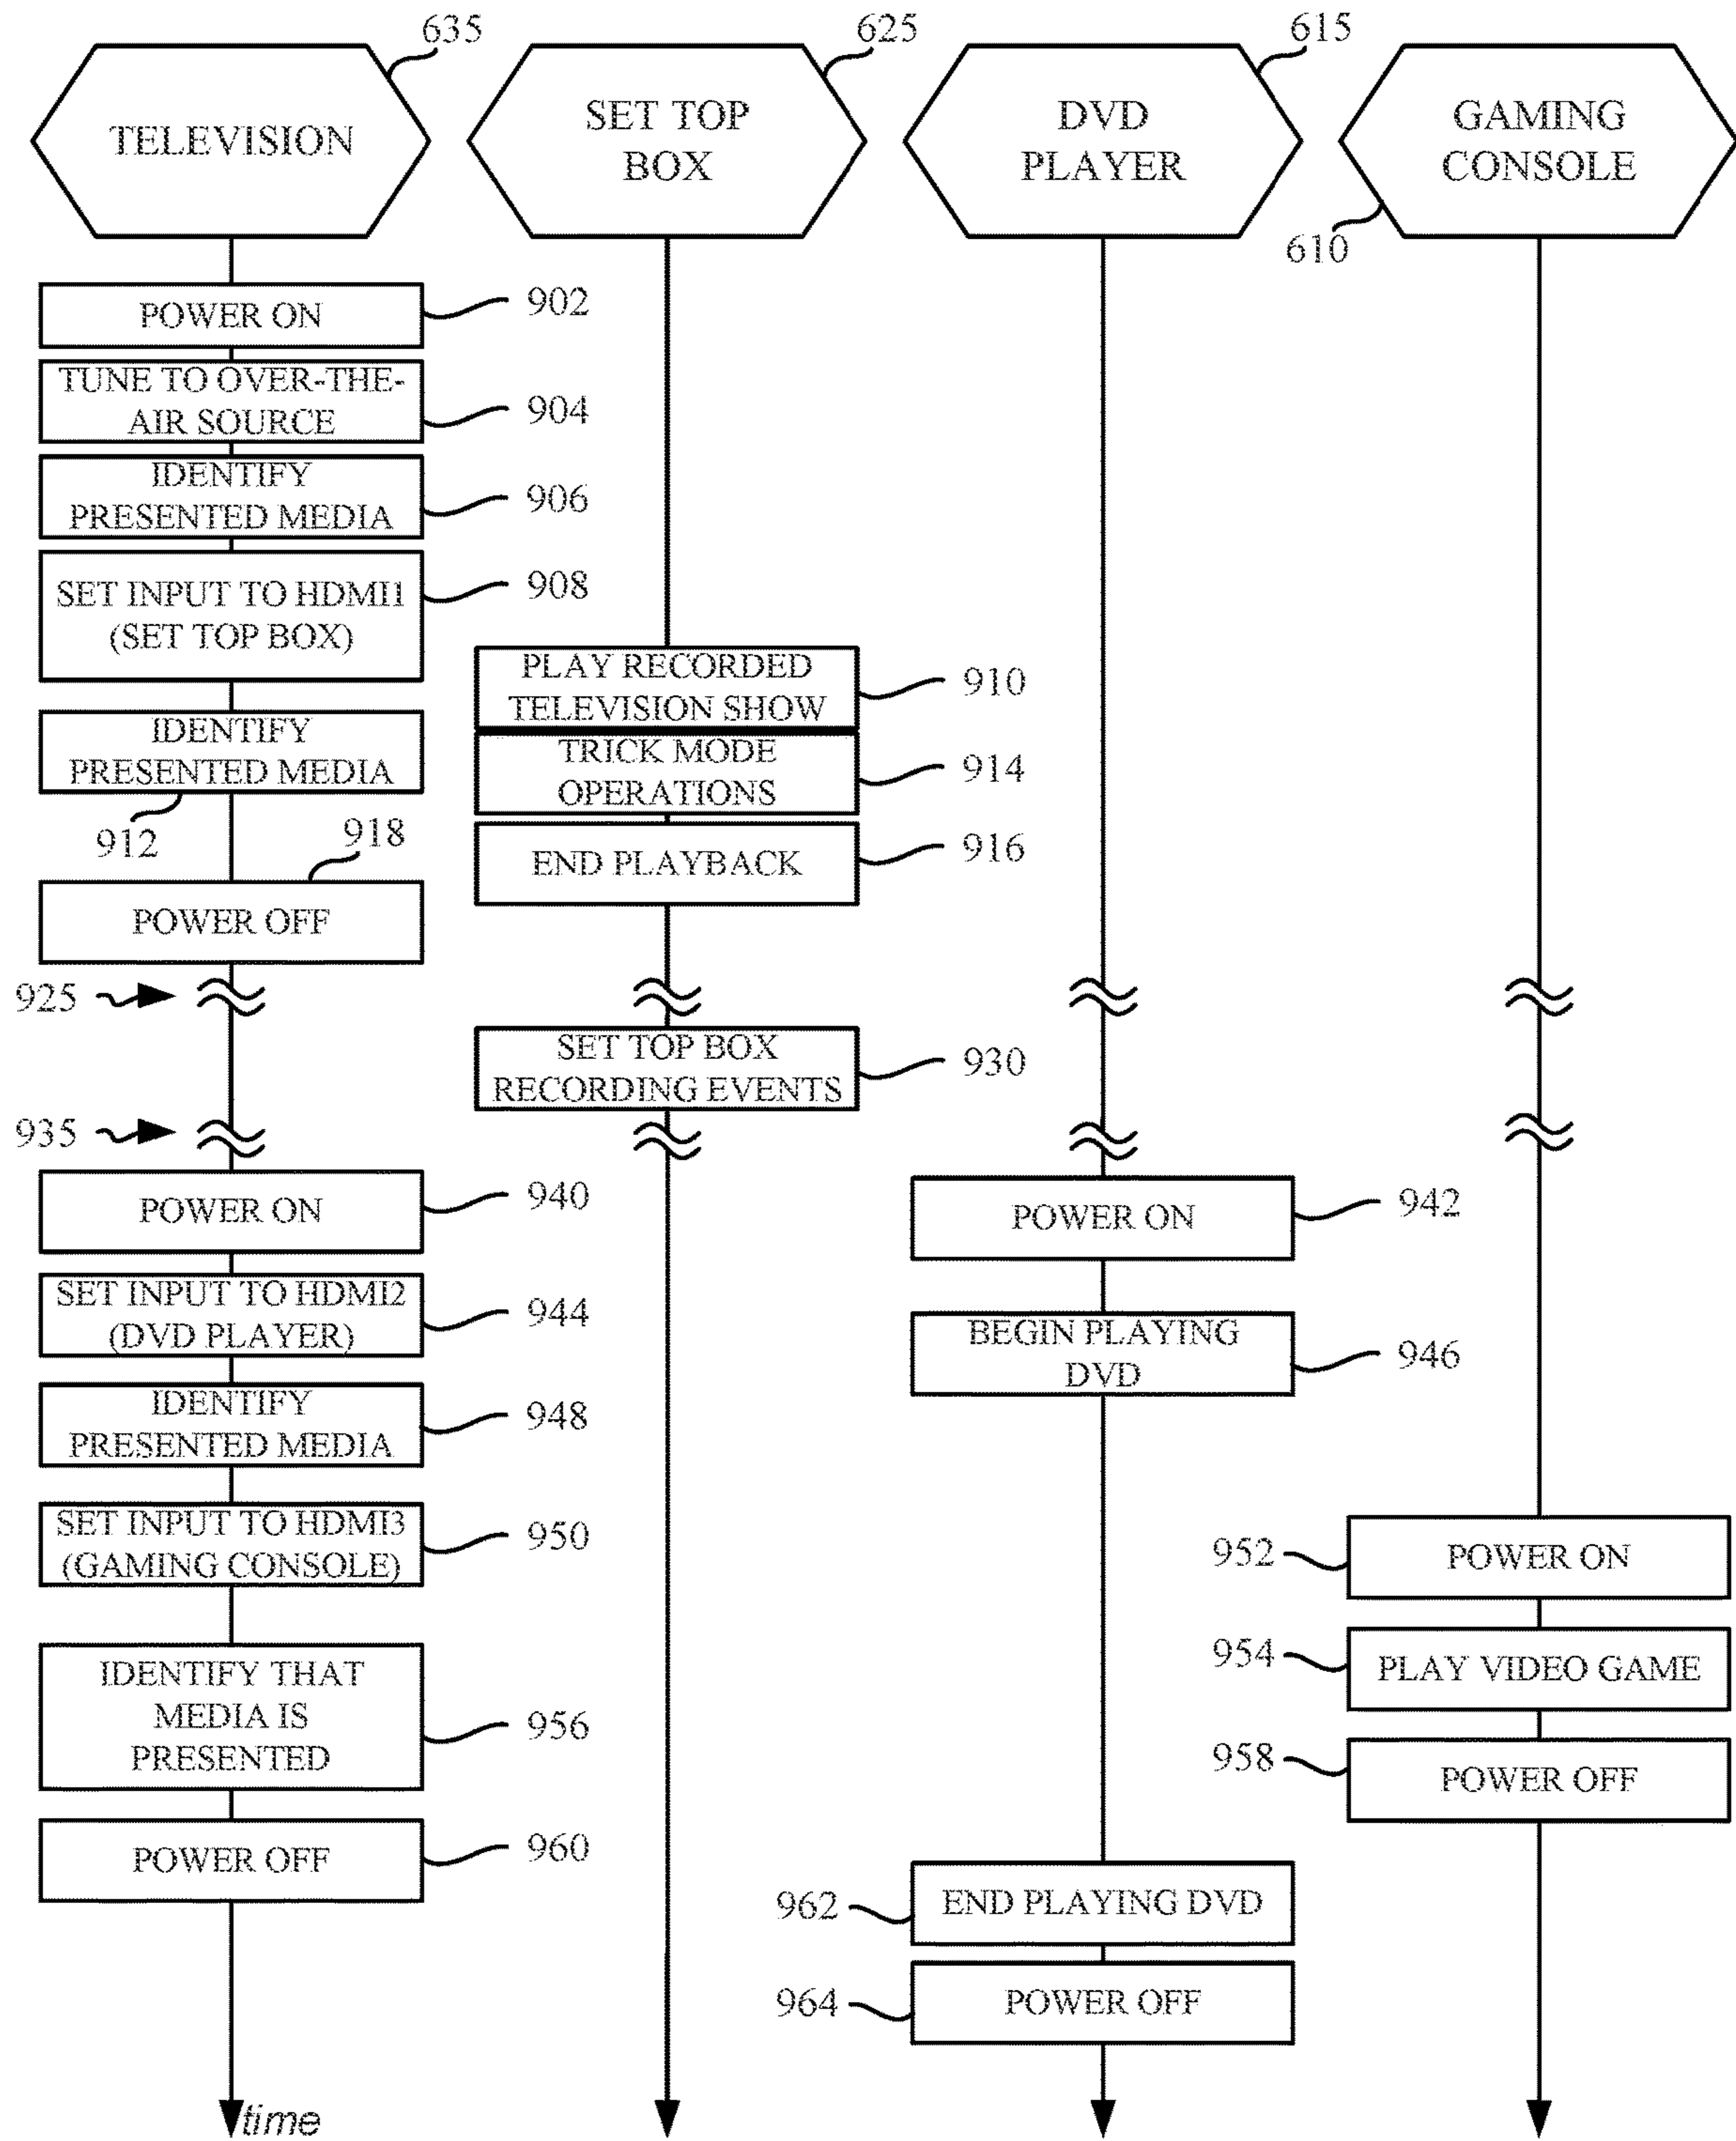 635
625
615
TELEVISION
SET TOP
BOX
DVD
PLAYER
GAMING
CONSOLE
610
POWER ON
902
TUNE TO OVER-THE-
AIR SOURCE
904
IDENTIFY
PRESENTED MEDIA
906
SET INPUT TO HDMI1
(SET TOP BOX)
908
PLAY RECORDED
TELEVISION SHOW
910
IDENTIFY
PRESENTED MEDIA
912
TRICK MODE
OPERATIONS
914
END PLAYBACK
916
918
POWER OFF
925
SET TOP BOX
RECORDING EVENTS
930
935
POWER ON
940
POWER ON
942
SET INPUT TO HDMI2
(DVD PLAYER)
944
BEGIN PLAYING
DVD
946
IDENTIFY
PRESENTED MEDIA
948
SET INPUT TO HDMI3
(GAMING CONSOLE)
950
952
POWER ON
954
PLAY VIDEO GAME
IDENTIFY THAT
MEDIA IS
PRESENTED
956
958
POWER OFF
POWER OFF
960
962
END PLAYING DVD
964
POWER OFF
time